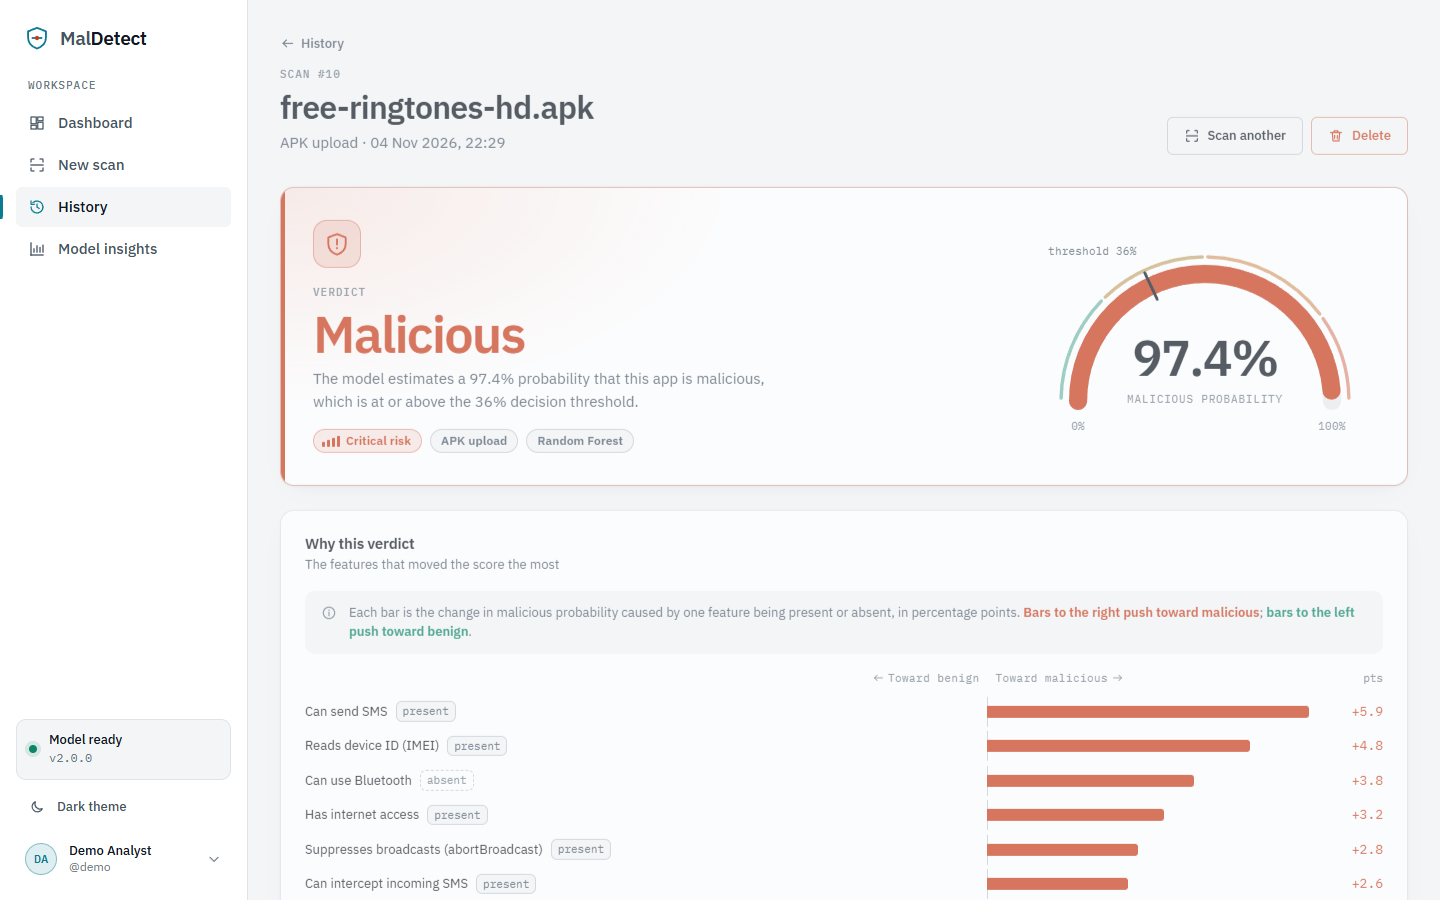 MalDetect
WORKSPACE
Dashboard
New scan
History
Model insights
Model ready
v2.0.0
Dark theme
DA
Demo Analyst
@demo
← History
SCAN #10
free-ringtones-hd.apk
APK upload · 04 Nov 2026, 22:29
Scan another
Delete
VERDICT
Malicious
The model estimates a 97.4% probability that this app is malicious,
which is at or above the 36% decision threshold.
Critical risk
APK upload
Random Forest
threshold 36%
97.4%
MALICIOUS PROBABILITY
0%
100%
Why this verdict
The features that moved the score the most
Each bar is the change in malicious probability caused by one feature being present or absent, in percentage points. Bars to the right push toward malicious; bars to the left
push toward benign.
← Toward benign Toward malicious → pts
Can send SMS present +5.9
Reads device ID (IMEI) present +4.8
Can use Bluetooth absent +3.8
Has internet access present +3.2
Suppresses broadcasts (abortBroadcast) present +2.8
Can intercept incoming SMS present +2.6